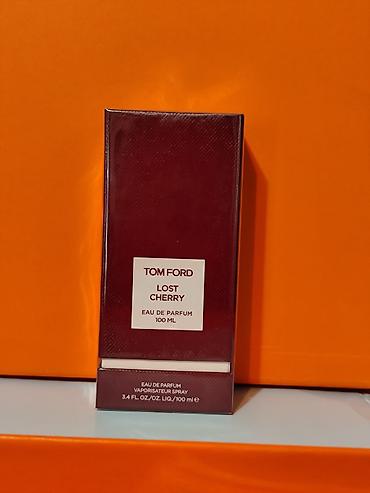 TOM FORD
LOST
CHERRY
EAU DE PARFUM
100 ML
EAU DE PARFUM
VAPORISATEUR SPRAY
3.4 FL. OZ./OZ. LIQ./100 ml ℮